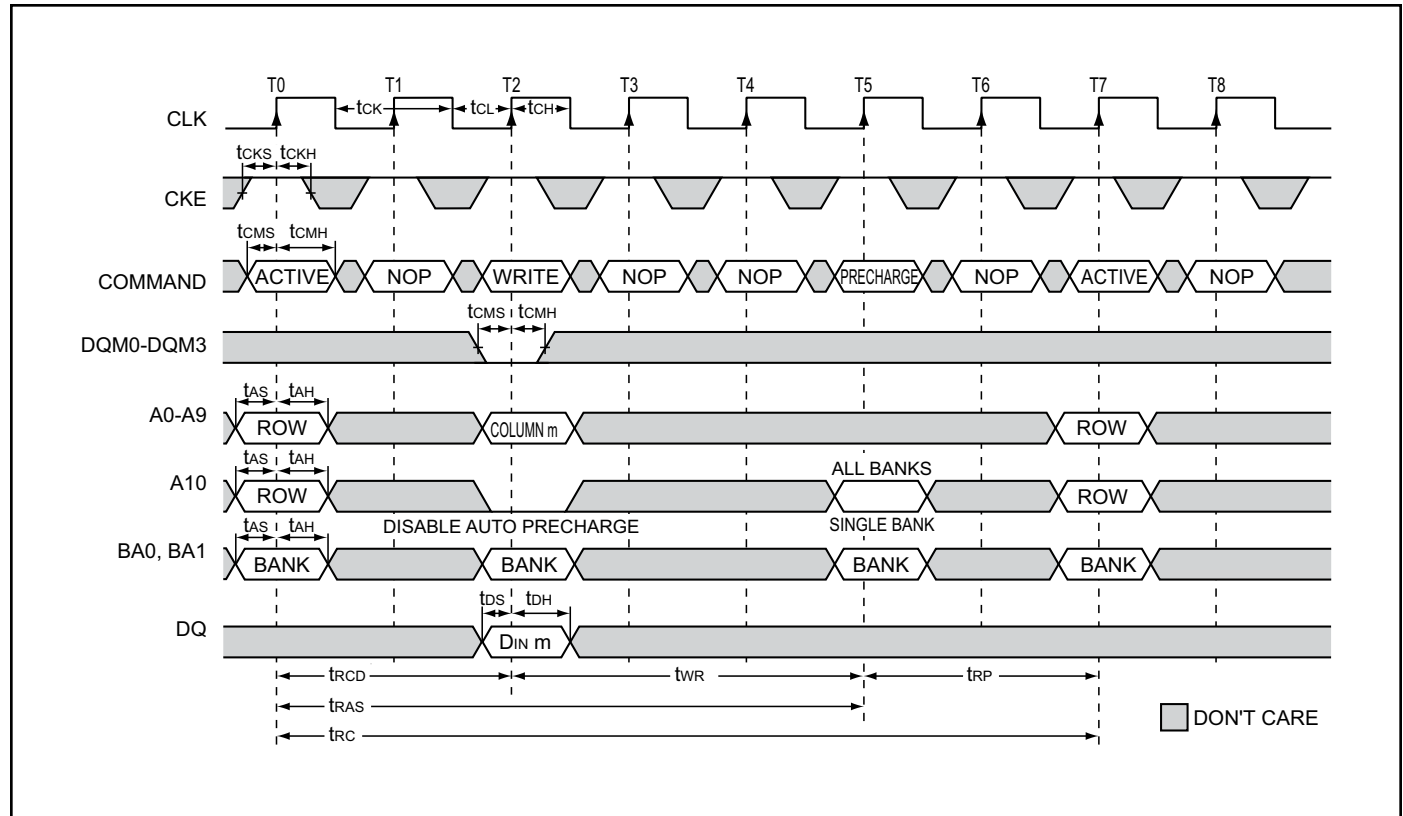 T0 T1 T2 T3 T4 T5 T6 T7 T8
CLK tCK tCL tCH
tCKS tCKH
CKE
tCMS tCMH
COMMAND ACTIVE NOP WRITE NOP NOP PRECHARGE NOP ACTIVE NOP
tCMS tCMH
DQM0-DQM3
tAS tAH
A0-A9 ROW COLUMN m ROW
tAS tAH ALL BANKS
A10 ROW ROW
DISABLE AUTO PRECHARGE SINGLE BANK
tAS tAH
BA0, BA1 BANK BANK BANK BANK
tDS tDH
DQ DIN m
tRCD tWR tRP
tRAS
DON'T CARE
tRC